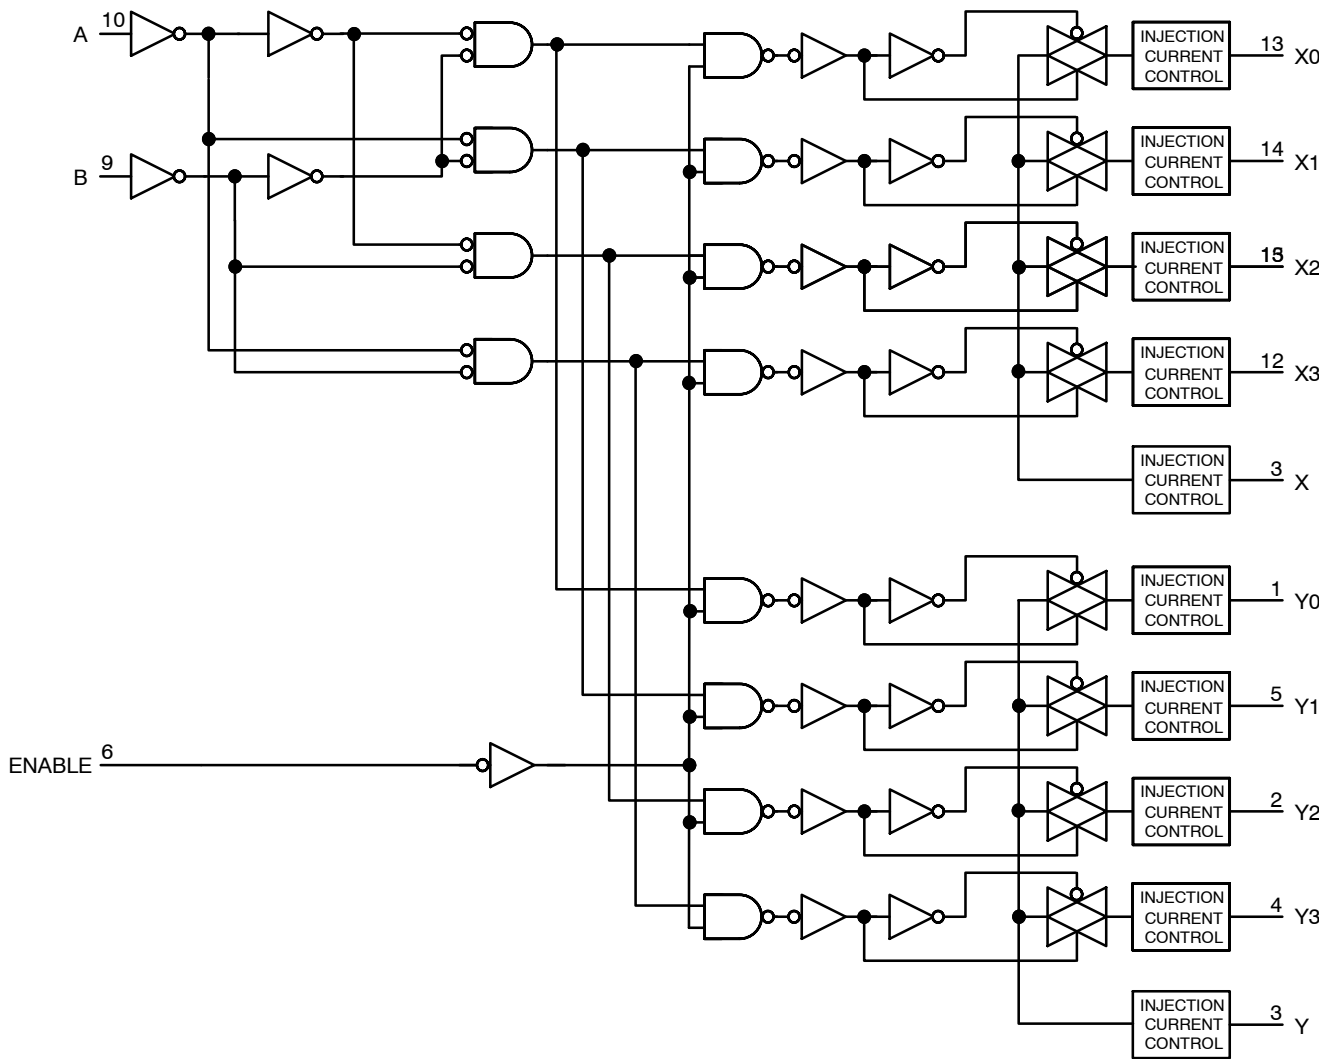 A 10
INJECTION
CURRENT
CONTROL
13 X0
B 9
INJECTION
CURRENT
CONTROL
14 X1
INJECTION
CURRENT
CONTROL
X2
INJECTION
CURRENT
CONTROL
12 X3
INJECTION
CURRENT
CONTROL
3 X
INJECTION
CURRENT
CONTROL
1 Y0
INJECTION
CURRENT
CONTROL
5 Y1
ENABLE 6
INJECTION
CURRENT
CONTROL
2 Y2
INJECTION
CURRENT
CONTROL
4 Y3
INJECTION
CURRENT
CONTROL
3 Y